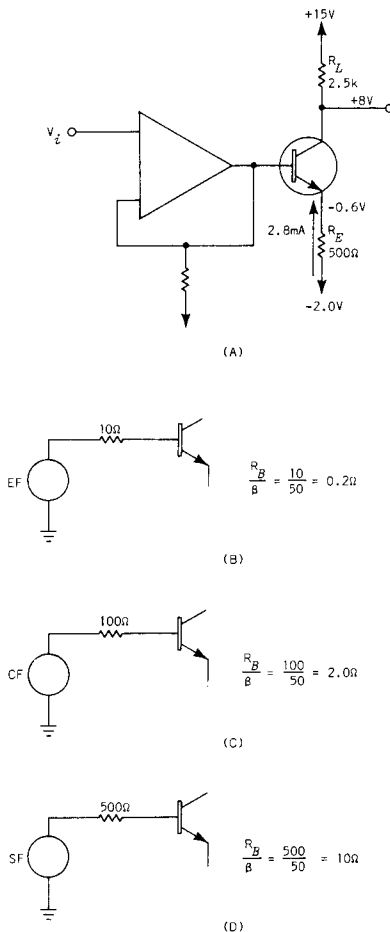 +15V
R_L
2.5k
+8V
V_i
-0.6V
2.8mA
R_E
500Ω
-2.0V
(A)
10Ω
EF
R_B/β = 10/50 = 0.2Ω
(B)
100Ω
CF
R_B/β = 100/50 = 2.0Ω
(C)
500Ω
SF
R_B/β = 500/50 = 10Ω
(D)